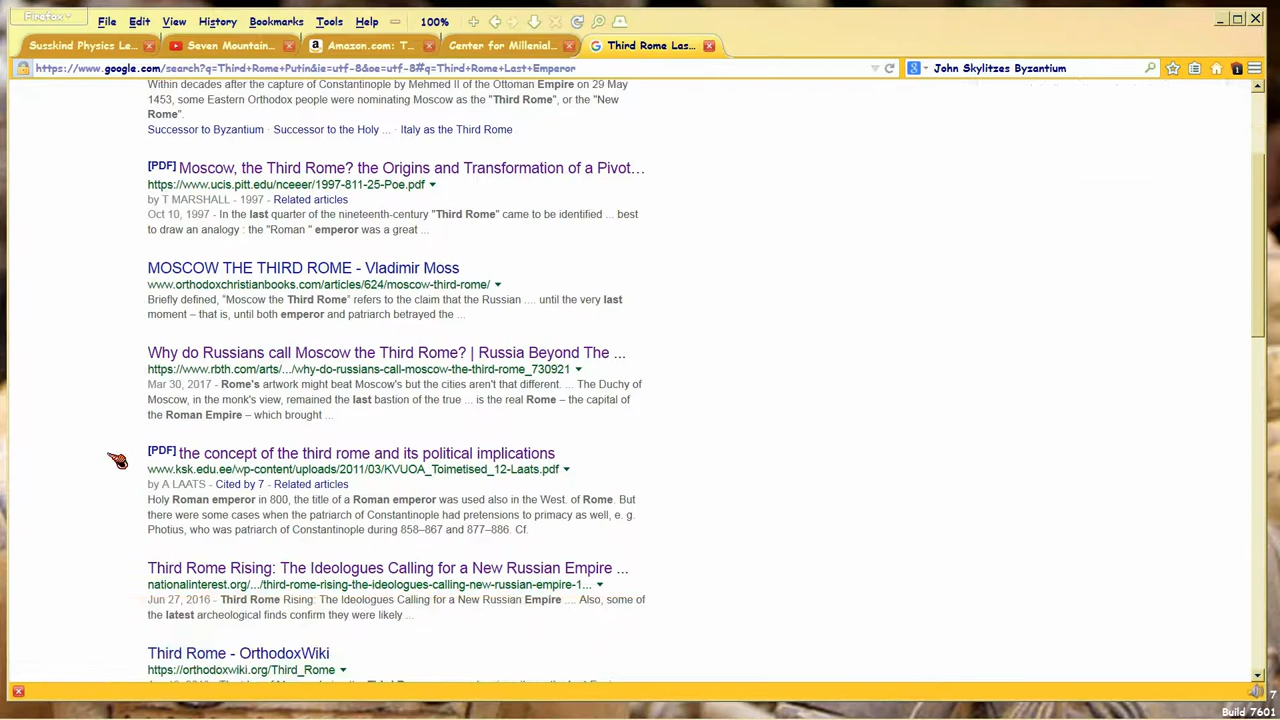 Firefox
File Edit View History Bookmarks Tools Help 100%
Susskind Physics Le... Seven Mountain... Amazon.com: T... Center for Millenial... Third Rome Las...
https://www.google.com/search?q=Third+Rome+Putin&ie=utf-8&oe=utf-8#q=Third+Rome+Last+Emperor John Skylitzes Byzantium
Within decades after the capture of Constantinople by Mehmed II of the Ottoman Empire on 29 May
1453, some Eastern Orthodox people were nominating Moscow as the "Third Rome", or the "New
Rome".
Successor to Byzantium · Successor to the Holy ... · Italy as the Third Rome
[PDF] Moscow, the Third Rome? the Origins and Transformation of a Pivot...
https://www.ucis.pitt.edu/nceeer/1997-811-25-Poe.pdf
by T MARSHALL - 1997 - Related articles
Oct 10, 1997 - In the last quarter of the nineteenth-century "Third Rome" came to be identified ... best
to draw an analogy : the "Roman " emperor was a great ...
MOSCOW THE THIRD ROME - Vladimir Moss
www.orthodoxchristianbooks.com/articles/624/moscow-third-rome/
Briefly defined, "Moscow the Third Rome" refers to the claim that the Russian .... until the very last
moment – that is, until both emperor and patriarch betrayed the ...
Why do Russians call Moscow the Third Rome? | Russia Beyond The ...
https://www.rbth.com/arts/.../why-do-russians-call-moscow-the-third-rome_730921
Mar 30, 2017 - Rome's artwork might beat Moscow's but the cities aren't that different. ... The Duchy of
Moscow, in the monk's view, remained the last bastion of the true ... is the real Rome – the capital of
the Roman Empire – which brought ...
[PDF] the concept of the third rome and its political implications
www.ksk.edu.ee/wp-content/uploads/2011/03/KVUOA_Toimetised_12-Laats.pdf
by A LAATS - Cited by 7 - Related articles
Holy Roman emperor in 800, the title of a Roman emperor was used also in the West. of Rome. But
there were some cases when the patriarch of Constantinople had pretensions to primacy as well, e. g.
Photius, who was patriarch of Constantinople during 858–867 and 877–886. Cf.
Third Rome Rising: The Ideologues Calling for a New Russian Empire ...
nationalinterest.org/.../third-rome-rising-the-ideologues-calling-new-russian-empire-1...
Jun 27, 2016 - Third Rome Rising: The Ideologues Calling for a New Russian Empire .... Also, some of
the latest archeological finds confirm they were likely ...
Third Rome - OrthodoxWiki
https://orthodoxwiki.org/Third_Rome
7
Build 7601